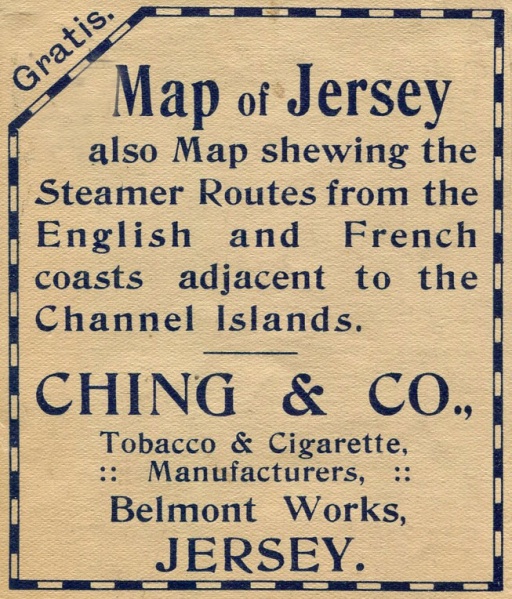 Gratis.
Map of Jersey
also Map shewing the
Steamer Routes from the
English and French
coasts adjacent to the
Channel Islands.
CHING & CO.,
Tobacco & Cigarette,
:: Manufacturers, ::
Belmont Works,
JERSEY.